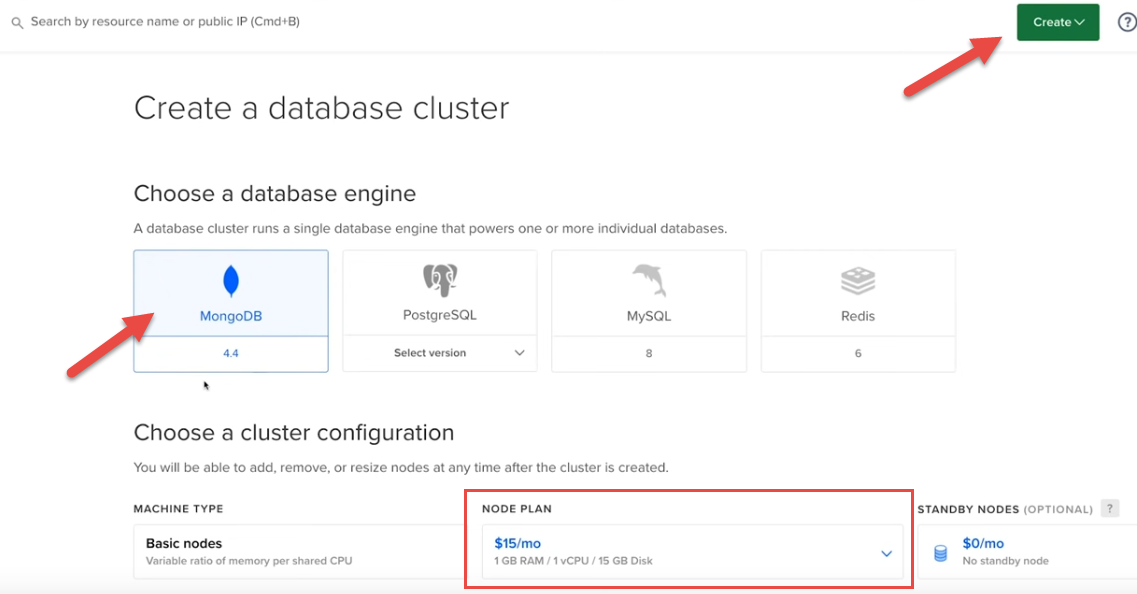 Search by resource name or public IP (Cmd+B)
Create
?
Create a database cluster
Choose a database engine
A database cluster runs a single database engine that powers one or more individual databases.
MongoDB
4.4
PostgreSQL
Select version
MySQL
8
Redis
6
Choose a cluster configuration
You will be able to add, remove, or resize nodes at any time after the cluster is created.
MACHINE TYPE
Basic nodes
Variable ratio of memory per shared CPU
NODE PLAN
$15/mo
1 GB RAM / 1 vCPU / 15 GB Disk
STANDBY NODES (OPTIONAL) ?
$0/mo
No standby node